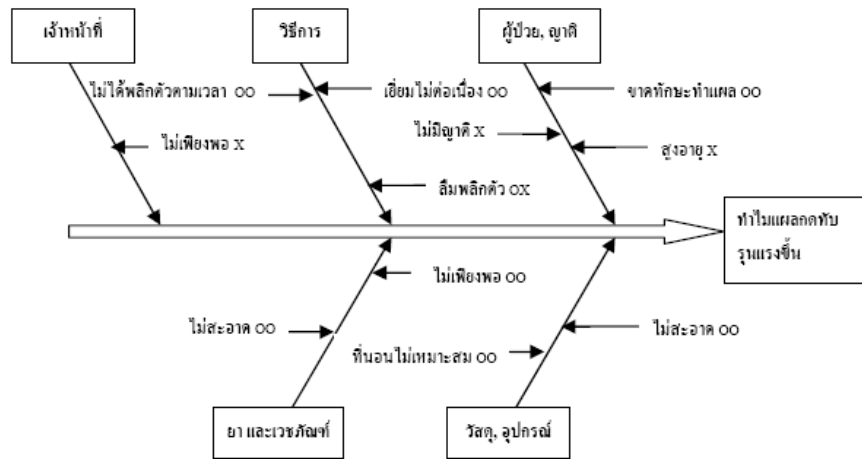 เจ้าหน้าที่
วิธีการ
ผู้ป่วย, ญาติ
ไม่ได้พลิกตัวตามเวลา oo
เยี่ยมไม่ต่อเนื่อง oo
ขาดทักษะทำแผล oo
ไม่เพียงพอ x
ไม่มีญาติ x
สูงอายุ x
ลืมพลิกตัว ox
ทำไมแผลกดทับ
รุนแรงขึ้น
ไม่เพียงพอ oo
ไม่สะอาด oo
ไม่สะอาด oo
ที่นอนไม่เหมาะสม oo
ยา และเวชภัณฑ์
วัสดุ, อุปกรณ์